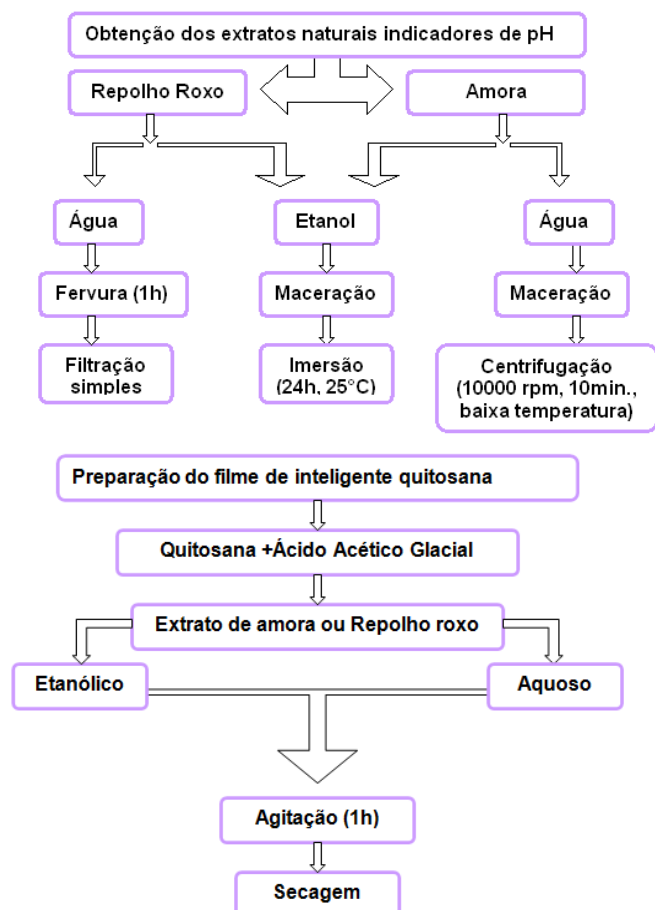 Obtenção dos extratos naturais indicadores de pH
Repolho Roxo
Amora
Água
Etanol
Água
Fervura (1h)
Maceração
Maceração
Filtração
simples
Imersão
(24h, 25°C)
Centrifugação
(10000 rpm, 10min.,
baixa temperatura)
Preparação do filme de inteligente quitosana
Quitosana +Ácido Acético Glacial
Extrato de amora ou Repolho roxo
Etanólico
Aquoso
Agitação (1h)
Secagem